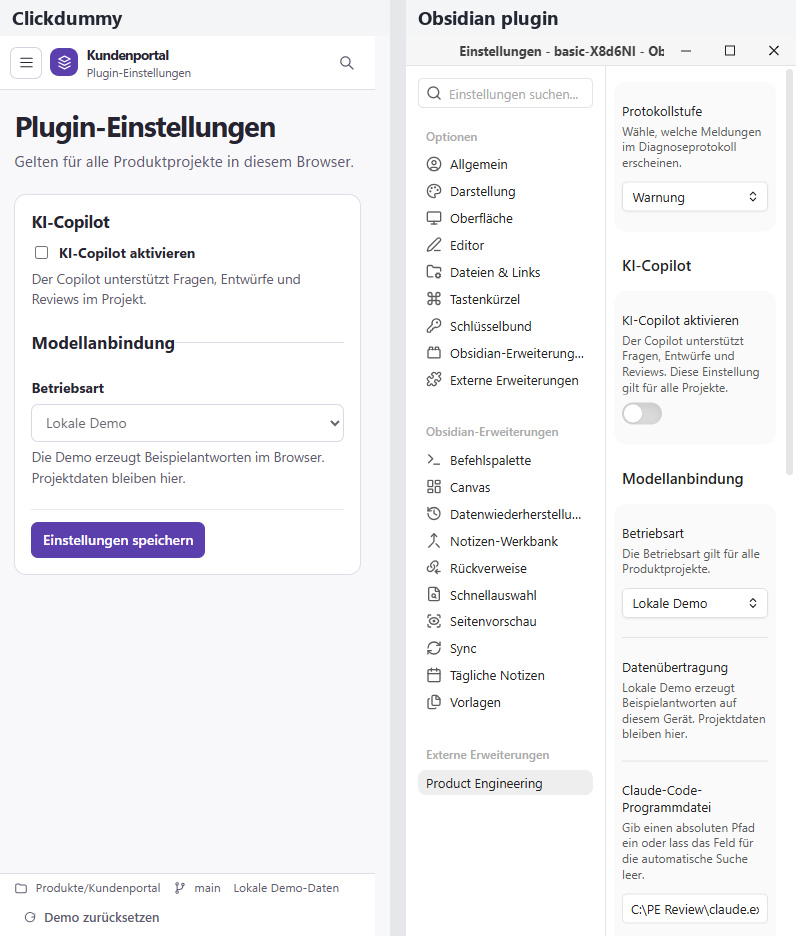 Clickdummy
Kundenportal
Plugin-Einstellungen
Plugin-Einstellungen
Gelten für alle Produktprojekte in diesem Browser.
KI-Copilot
KI-Copilot aktivieren
Der Copilot unterstützt Fragen, Entwürfe und
Reviews im Projekt.
Modellanbindung
Betriebsart
Lokale Demo
Die Demo erzeugt Beispielantworten im Browser.
Projektdaten bleiben hier.
Einstellungen speichern
Produkte/Kundenportal
main
Lokale Demo-Daten
Demo zurücksetzen
Obsidian plugin
Einstellungen - basic-X8d6NI - Ob
Einstellungen suchen...
Optionen
Allgemein
Darstellung
Oberfläche
Editor
Dateien & Links
Tastenkürzel
Schlüsselbund
Obsidian-Erweiterung...
Externe Erweiterungen
Obsidian-Erweiterungen
Befehlspalette
Canvas
Datenwiederherstellu...
Notizen-Werkbank
Rückverweise
Schnellauswahl
Seitenvorschau
Sync
Tägliche Notizen
Vorlagen
Externe Erweiterungen
Product Engineering
Protokollstufe
Wähle, welche Meldungen
im Diagnoseprotokoll
erscheinen.
Warnung
KI-Copilot
KI-Copilot aktivieren
Der Copilot unterstützt
Fragen, Entwürfe und
Reviews. Diese Einstellung
gilt für alle Projekte.
Modellanbindung
Betriebsart
Die Betriebsart gilt für alle
Produktprojekte.
Lokale Demo
Datenübertragung
Lokale Demo erzeugt
Beispielantworten auf
diesem Gerät. Projektdaten
bleiben hier.
Claude-Code-
Programmdatei
Gib einen absoluten Pfad
ein oder lass das Feld für
die automatische Suche
leer.
C:\PE Review\claude.ex